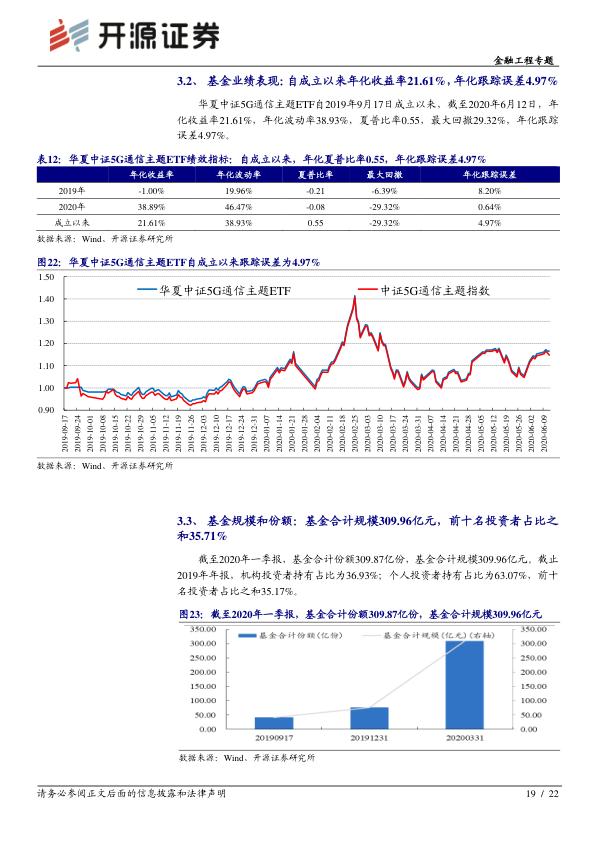 开源证券
金融工程专题
3.2、 基金业绩表现：自成立以来年化收益率21.61%，年化跟踪误差4.97%
华夏中证5G通信主题ETF自2019年9月17日成立以来，截至2020年6月12日，年
化收益率21.61%，年化波动率38.93%，夏普比率0.55，最大回撤29.32%，年化跟踪
误差4.97%。
表12：华夏中证5G通信主题ETF绩效指标：自成立以来，年化夏普比率0.55，年化跟踪误差4.97%
年化收益率 年化波动率 夏普比率 最大回撤 年化跟踪误差
2019年 -1.00% 19.96% -0.21 -6.39% 8.20%
2020年 38.89% 46.47% -0.08 -29.32% 0.64%
成立以来 21.61% 38.93% 0.55 -29.32% 4.97%
数据来源：Wind、开源证券研究所
图22：华夏中证5G通信主题ETF自成立以来跟踪误差为4.97%
1.50
华夏中证5G通信主题ETF 中证5G通信主题指数
1.40
1.30
1.20
1.10
1.00
0.90
2019-09-17 2019-09-24 2019-10-01 2019-10-08 2019-10-15 2019-10-22 2019-10-29 2019-11-05 2019-11-12 2019-11-19 2019-11-26 2019-12-03 2019-12-10 2019-12-17 2019-12-24 2019-12-31 2020-01-07 2020-01-14 2020-01-21 2020-01-28 2020-02-04 2020-02-11 2020-02-18 2020-02-25 2020-03-03 2020-03-10 2020-03-17 2020-03-24 2020-03-31 2020-04-07 2020-04-14 2020-04-21 2020-04-28 2020-05-05 2020-05-12 2020-05-19 2020-05-26 2020-06-02 2020-06-09
数据来源：Wind、开源证券研究所
3.3、 基金规模和份额：基金合计规模309.96亿元，前十名投资者占比之
和35.71%
截至2020年一季报，基金合计份额309.87亿份，基金合计规模309.96亿元。截止
2019年年报，机构投资者持有占比为36.93%；个人投资者持有占比为63.07%，前十
名投资者占比之和35.17%。
图23：截至2020年一季报，基金合计份额309.87亿份，基金合计规模309.96亿元
350.00 基金合计份额(亿份) 基金合计规模(亿元)(右轴) 350.00
300.00 300.00
250.00 250.00
200.00 200.00
150.00 150.00
100.00 100.00
50.00 50.00
0.00 0.00
20190917 20191231 20200331
数据来源：Wind、开源证券研究所
请务必参阅正文后面的信息披露和法律声明 19 / 22